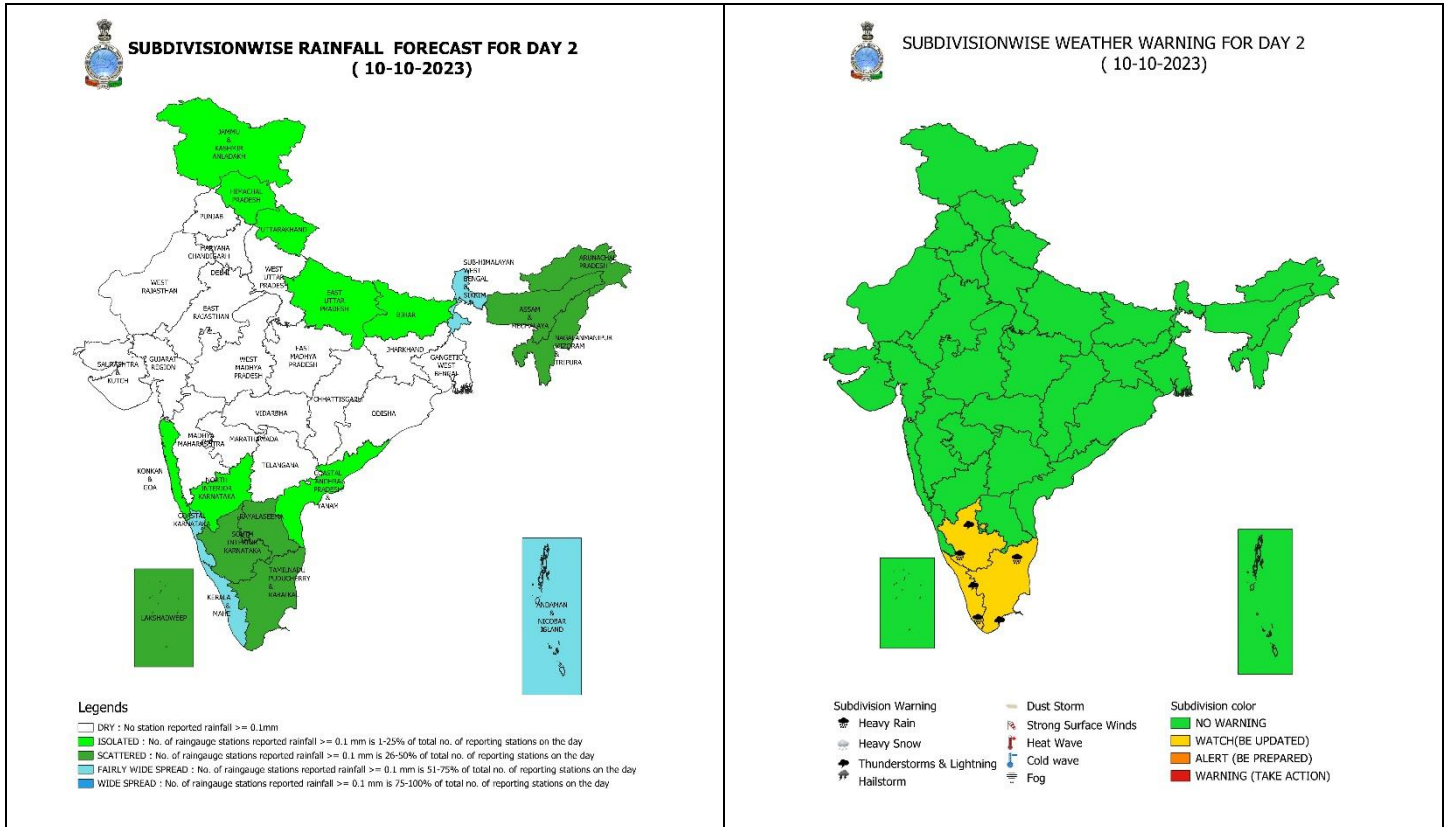 SUBDIVISIONWISE RAINFALL FORECAST FOR DAY 2
( 10-10-2023)
JAMMU
&
KASHMIR
ANLADAKH
HIMACHAL
PRADESH
PUNJAB
UTTARAKHAND
HARYANA
CHANDIGARH
&
DELHI
WEST
UTTAR
PRADESH
WEST
RAJASTHAN
EAST
RAJASTHAN
EAST
UTTAR
PRADESH
BIHAR
SUB-HIMALAYAN
WEST
BENGAL
&
SIKKIM
ARUNACHAL
PRADESH
ASSAM
&
MEGHALAYA
NAGALANMANIPUR
MIZORAM
&
TRIPURA
SAURASHTRA
&
KUTCH
GUJARAT
REGION
WEST
MADHYA
PRADESH
EAST
MADHYA
PRADESH
JHARKHAND
GANGETIC
WEST
BENGAL
CHHATTISGARH
ODISHA
VIDARBHA
MADHYA
MAHARASHTRA
MARATHAWADA
TELANGANA
KONKAN
&
GOA
NORTH
INTERIOR
KARNATAKA
COASTAL
ANDHRA
PRADESH
&
YANAM
COASTAL
KARNATAKA
RAYALASEEMA
SOUTH
INTERIOR
KARNATAKA
TAMILNADU
PUDUCHERRY
&
KARAIKAL
KERALA
&
MAHE
LAKSHADWEEP
ANDAMAN
&
NICOBAR
ISLAND
Legends
DRY : No station reported rainfall >= 0.1mm
ISOLATED : No. of raingauge stations reported rainfall >= 0.1 mm is 1-25% of total no. of reporting stations on the day
SCATTERED : No. of raingauge stations reported rainfall >= 0.1 mm is 26-50% of total no. of reporting stations on the day
FAIRLY WIDE SPREAD : No. of raingauge stations reported rainfall >= 0.1 mm is 51-75% of total no. of reporting stations on the day
WIDE SPREAD : No. of raingauge stations reported rainfall >= 0.1 mm is 75-100% of total no. of reporting stations on the day
SUBDIVISIONWISE WEATHER WARNING FOR DAY 2
( 10-10-2023)
Subdivision Warning
Heavy Rain
Heavy Snow
Thunderstorms & Lightning
Hailstorm
Dust Storm
Strong Surface Winds
Heat Wave
Cold wave
Fog
Subdivision color
NO WARNING
WATCH(BE UPDATED)
ALERT (BE PREPARED)
WARNING (TAKE ACTION)